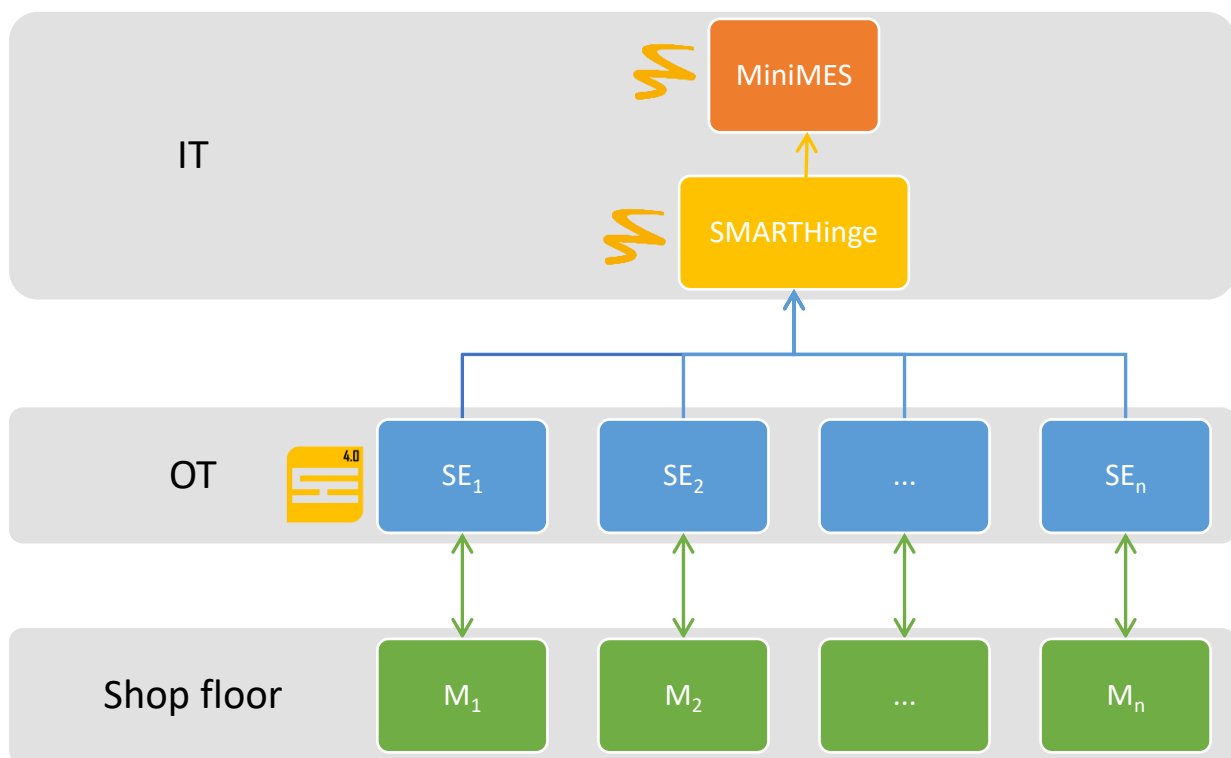 MiniMES
IT
SMARTHinge
4.0
OT
SE₁
SE₂
...
SEₙ
Shop floor
M₁
M₂
...
Mₙ